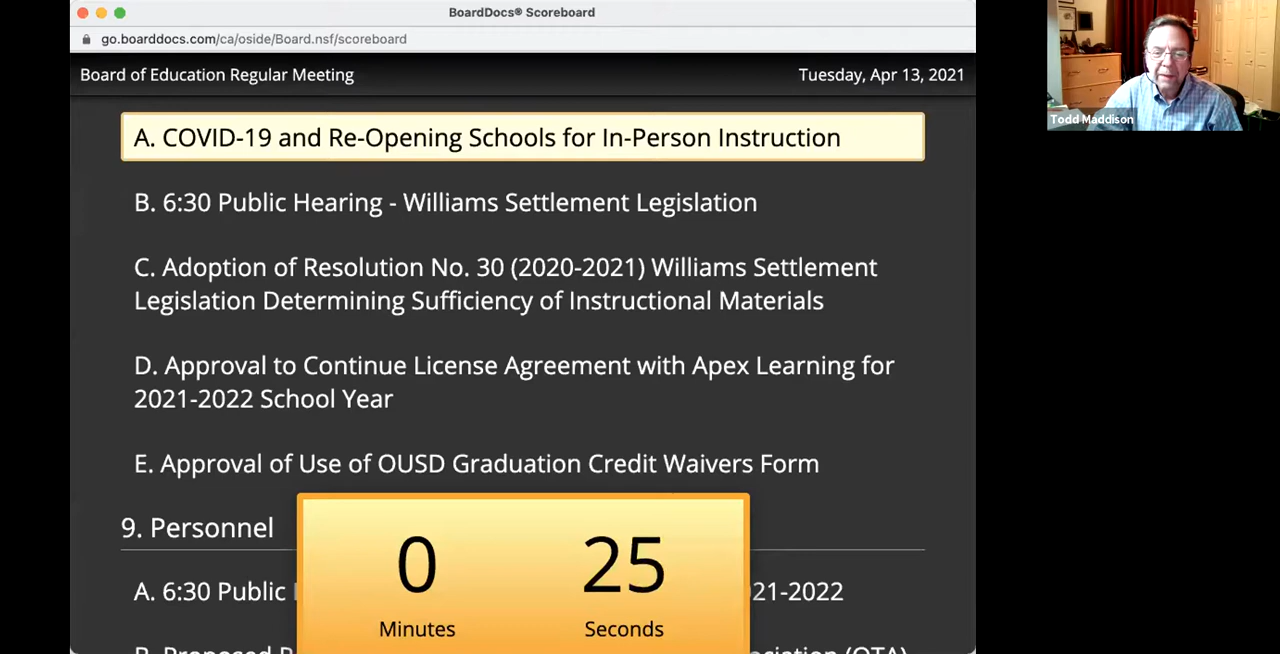 BoardDocs® Scoreboard
go.boarddocs.com/ca/oside/Board.nsf/scoreboard
Board of Education Regular Meeting
Tuesday, Apr 13, 2021
A. COVID-19 and Re-Opening Schools for In-Person Instruction
B. 6:30 Public Hearing - Williams Settlement Legislation
C. Adoption of Resolution No. 30 (2020-2021) Williams Settlement
Legislation Determining Sufficiency of Instructional Materials
D. Approval to Continue License Agreement with Apex Learning for
2021-2022 School Year
E. Approval of Use of OUSD Graduation Credit Waivers Form
9. Personnel
A. 6:30 Public 21-2022
0 25
Minutes Seconds
B. Proposed (OTA)
Todd Maddison